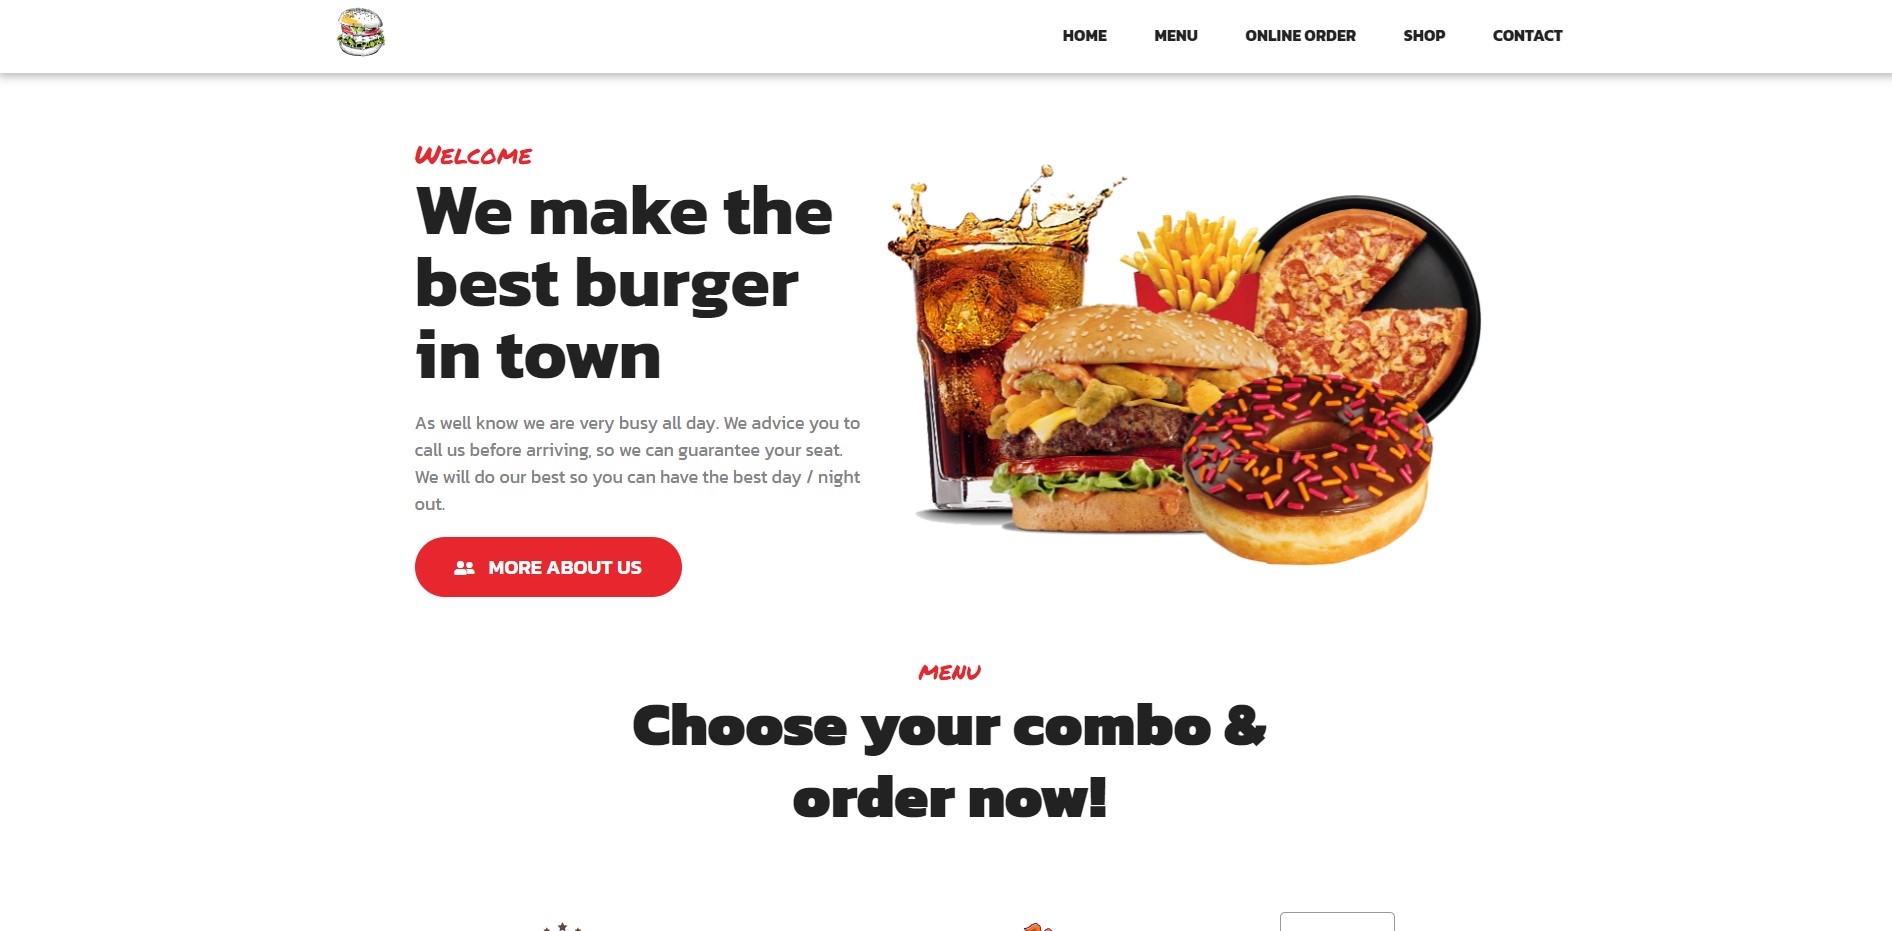 HOME MENU ONLINE ORDER SHOP CONTACT
Welcome
We make the
best burger
in town
As well know we are very busy all day. We advice you to
call us before arriving, so we can guarantee your seat.
We will do our best so you can have the best day / night
out.
MORE ABOUT US
MENU
Choose your combo &
order now!